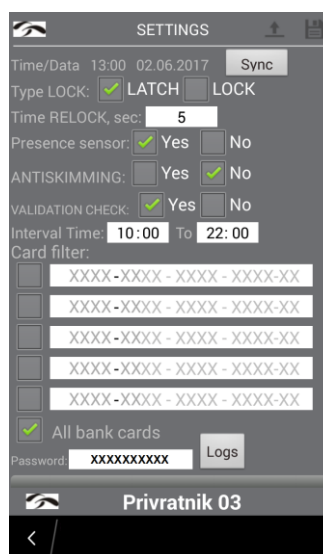 SETTINGS
Time/Data 13:00 02.06.2017 Sync
Type LOCK: LATCH LOCK
Time RELOCK, sec: 5
Presence sensor: Yes No
ANTISKIMMING: Yes No
VALIDATION CHECK: Yes No
Interval Time: 10:00 To 22:00
Card filter:
XXXX-XXXX - XXXX - XXXX-XX
XXXX-XXXX - XXXX - XXXX-XX
XXXX-XXXX - XXXX - XXXX-XX
XXXX-XXXX - XXXX - XXXX-XX
XXXX-XXXX - XXXX - XXXX-XX
All bank cards
Password: XXXXXXXXXX Logs
Privratnik 03